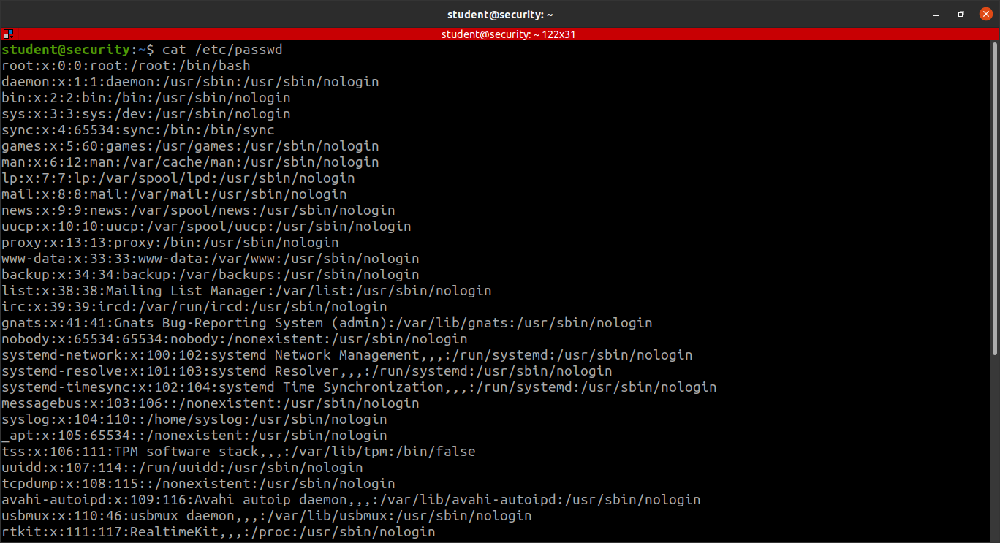 student@security: ~
student@security: ~ 122x31
student@security:~$ cat /etc/passwd
root:x:0:0:root:/root:/bin/bash
daemon:x:1:1:daemon:/usr/sbin:/usr/sbin/nologin
bin:x:2:2:bin:/bin:/usr/sbin/nologin
sys:x:3:3:sys:/dev:/usr/sbin/nologin
sync:x:4:65534:sync:/bin:/bin/sync
games:x:5:60:games:/usr/games:/usr/sbin/nologin
man:x:6:12:man:/var/cache/man:/usr/sbin/nologin
lp:x:7:7:lp:/var/spool/lpd:/usr/sbin/nologin
mail:x:8:8:mail:/var/mail:/usr/sbin/nologin
news:x:9:9:news:/var/spool/news:/usr/sbin/nologin
uucp:x:10:10:uucp:/var/spool/uucp:/usr/sbin/nologin
proxy:x:13:13:proxy:/bin:/usr/sbin/nologin
www-data:x:33:33:www-data:/var/www:/usr/sbin/nologin
backup:x:34:34:backup:/var/backups:/usr/sbin/nologin
list:x:38:38:Mailing List Manager:/var/list:/usr/sbin/nologin
irc:x:39:39:ircd:/var/run/ircd:/usr/sbin/nologin
gnats:x:41:41:Gnats Bug-Reporting System (admin):/var/lib/gnats:/usr/sbin/nologin
nobody:x:65534:65534:nobody:/nonexistent:/usr/sbin/nologin
systemd-network:x:100:102:systemd Network Management,,,:/run/systemd:/usr/sbin/nologin
systemd-resolve:x:101:103:systemd Resolver,,,:/run/systemd:/usr/sbin/nologin
systemd-timesync:x:102:104:systemd Time Synchronization,,,:/run/systemd:/usr/sbin/nologin
messagebus:x:103:106::/nonexistent:/usr/sbin/nologin
syslog:x:104:110::/home/syslog:/usr/sbin/nologin
_apt:x:105:65534::/nonexistent:/usr/sbin/nologin
tss:x:106:111:TPM software stack,,,:/var/lib/tpm:/bin/false
uuidd:x:107:114::/run/uuidd:/usr/sbin/nologin
tcpdump:x:108:115::/nonexistent:/usr/sbin/nologin
avahi-autoipd:x:109:116:Avahi autoip daemon,,,:/var/lib/avahi-autoipd:/usr/sbin/nologin
usbmux:x:110:46:usbmux daemon,,,:/var/lib/usbmux:/usr/sbin/nologin
rtkit:x:111:117:RealtimeKit,,,:/proc:/usr/sbin/nologin